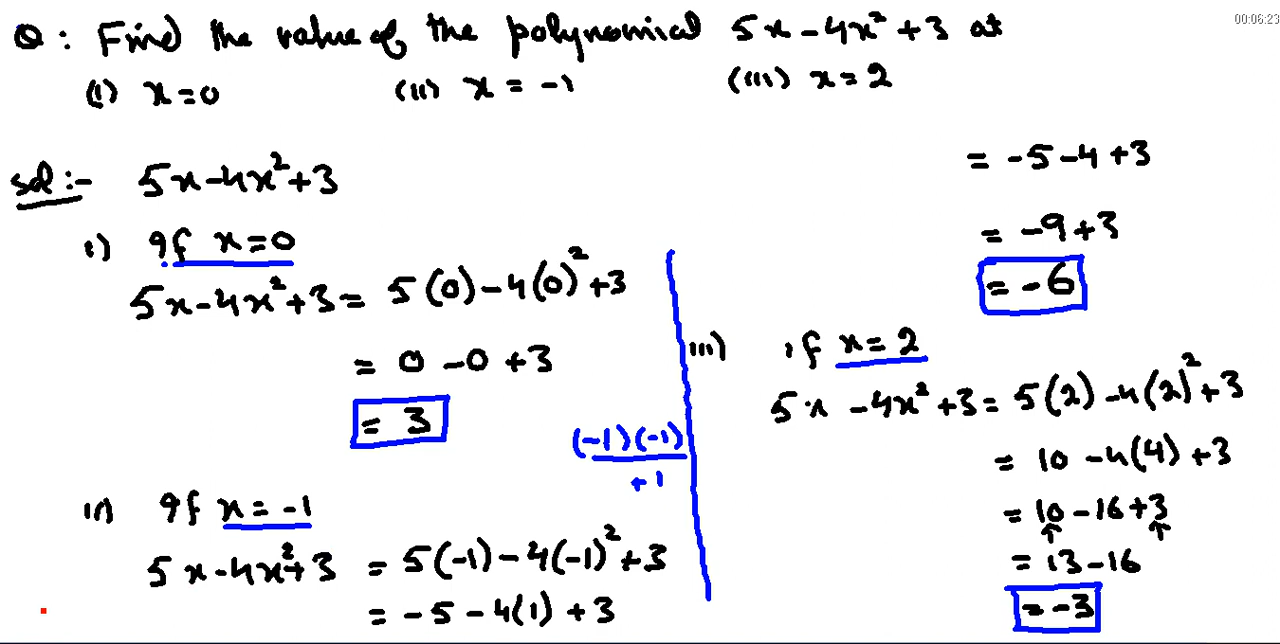 00:06:23
Q: Find the value of the polynomial 5x - 4x² + 3 at
(i) x = 0 (ii) x = -1 (iii) x = 2
sol:- 5x - 4x² + 3
i) If x = 0
5x - 4x² + 3 = 5(0) - 4(0)² + 3
= 0 - 0 + 3
= 3
(-1)(-1)
+1
ii) If x = -1
5x - 4x² + 3 = 5(-1) - 4(-1)² + 3
= -5 - 4(1) + 3
= -5 - 4 + 3
= -9 + 3
= -6
iii) if x = 2
5x - 4x² + 3 = 5(2) - 4(2)² + 3
= 10 - 4(4) + 3
= 10 - 16 + 3
= 13 - 16
= -3